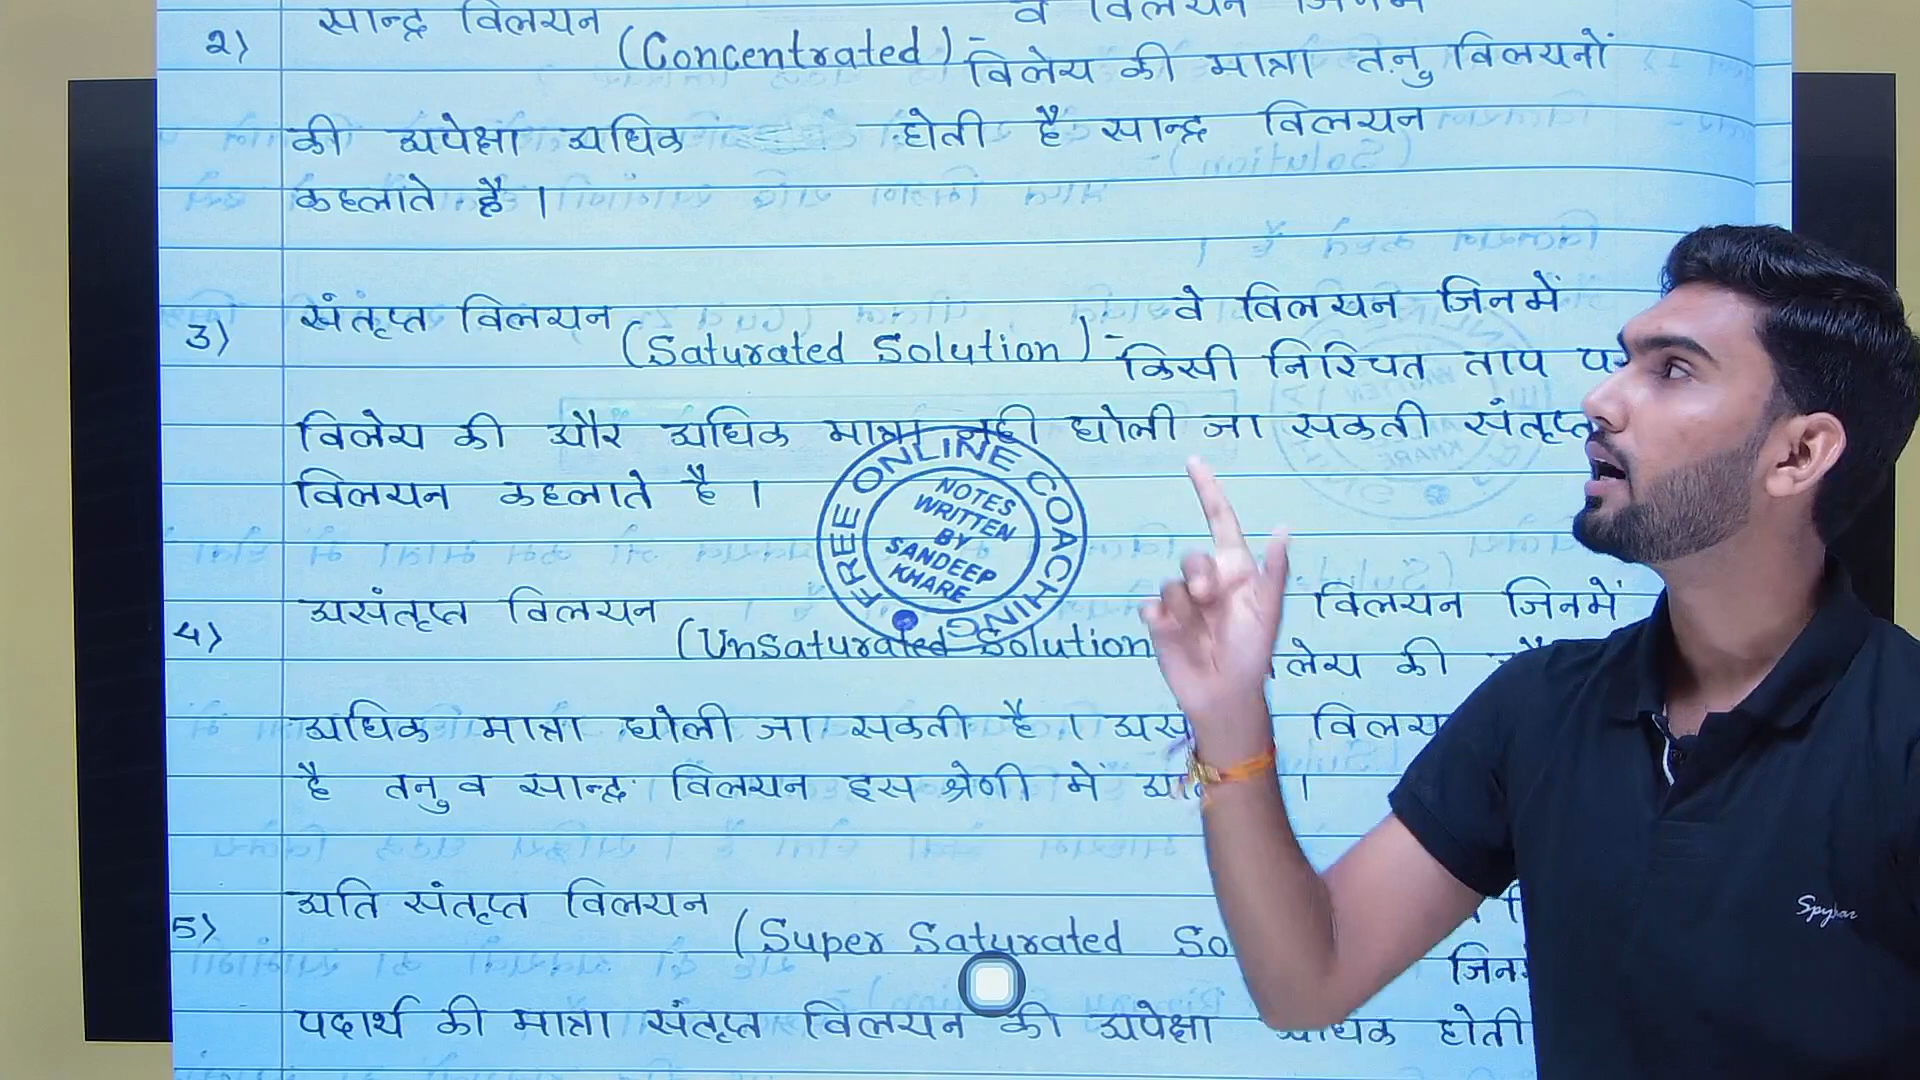 2) सान्द्र विलयन (Concentrated) - वे विलयन जिनमें
विलेय की मात्रा तनु विलयनों
की अपेक्षा अधिक होती है सान्द्र विलयन
कहलाते है ।
3) संतृप्त विलयन (Saturated Solution) - वे विलयन जिनमें
किसी निश्चित ताप पर
विलेय की और अधिक मात्रा नही घोली जा सकती संतृप्त
विलयन कहलाते है ।
FREE ONLINE COACHING
NOTES
WRITTEN
BY
SANDEEP
KHARE
4) असंतृप्त विलयन (UnSaturated Solution विलयन जिनमें
की
अधिक मात्रा घोली जा सकती है ।
है तनु व सान्द्र विलयन इस श्रेणी में ।
5) अति संतृप्त विलयन (Super Saturated
पदार्थ की मात्रा संतृप्त विलयन की अपेक्षा अधिक होती
Spykar